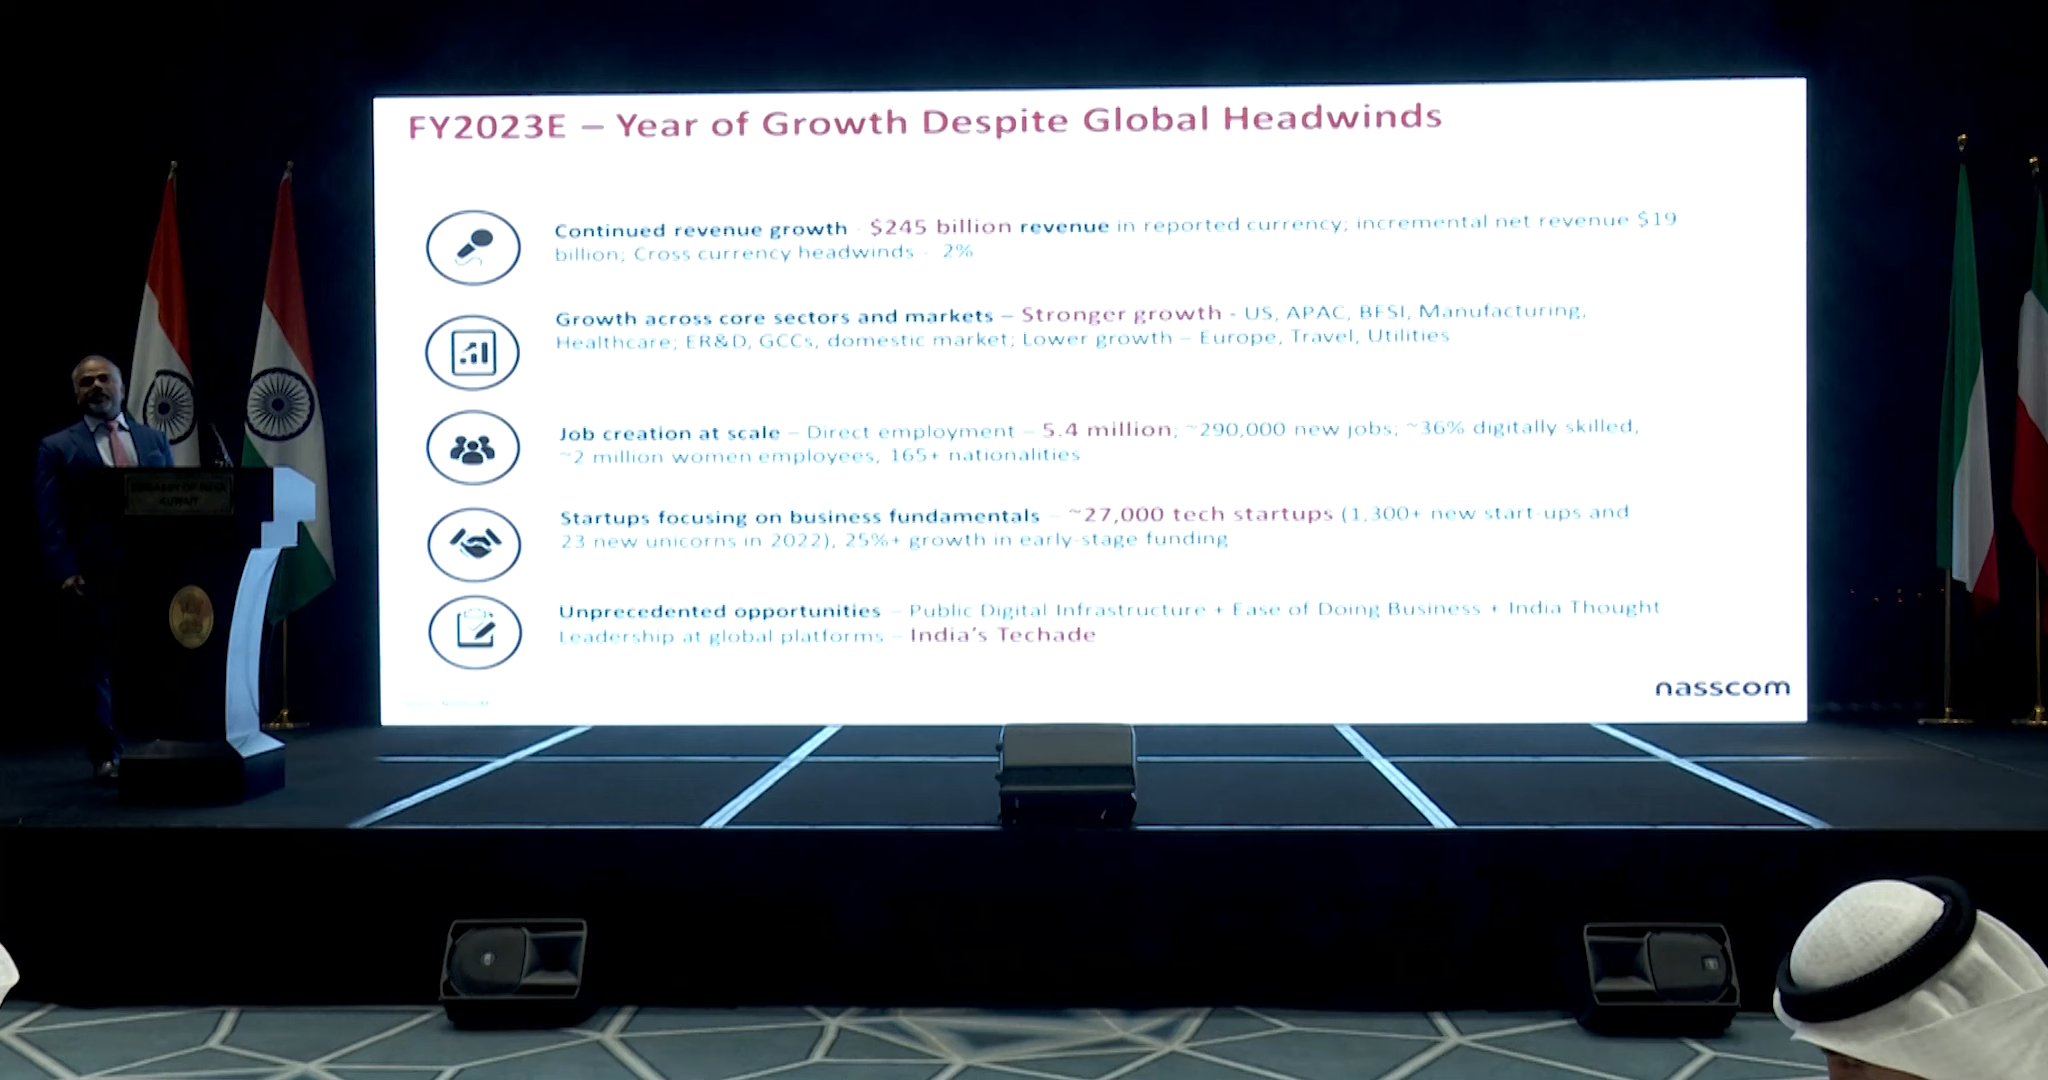 FY2023E – Year of Growth Despite Global Headwinds
Continued revenue growth - $245 billion revenue in reported currency; incremental net revenue $19
billion; Cross currency headwinds - 2%
Growth across core sectors and markets – Stronger growth - US, APAC, BFSI, Manufacturing,
Healthcare; ER&D, GCCs, domestic market; Lower growth – Europe, Travel, Utilities
Job creation at scale – Direct employment – 5.4 million; ~290,000 new jobs; ~36% digitally skilled,
~2 million women employees, 165+ nationalities
Startups focusing on business fundamentals – ~27,000 tech startups (1,300+ new start-ups and
23 new unicorns in 2022), 25%+ growth in early-stage funding
Unprecedented opportunities – Public Digital Infrastructure + Ease of Doing Business + India Thought
Leadership at global platforms – India's Techade
nasscom
EMBASSY OF INDIA
KUWAIT